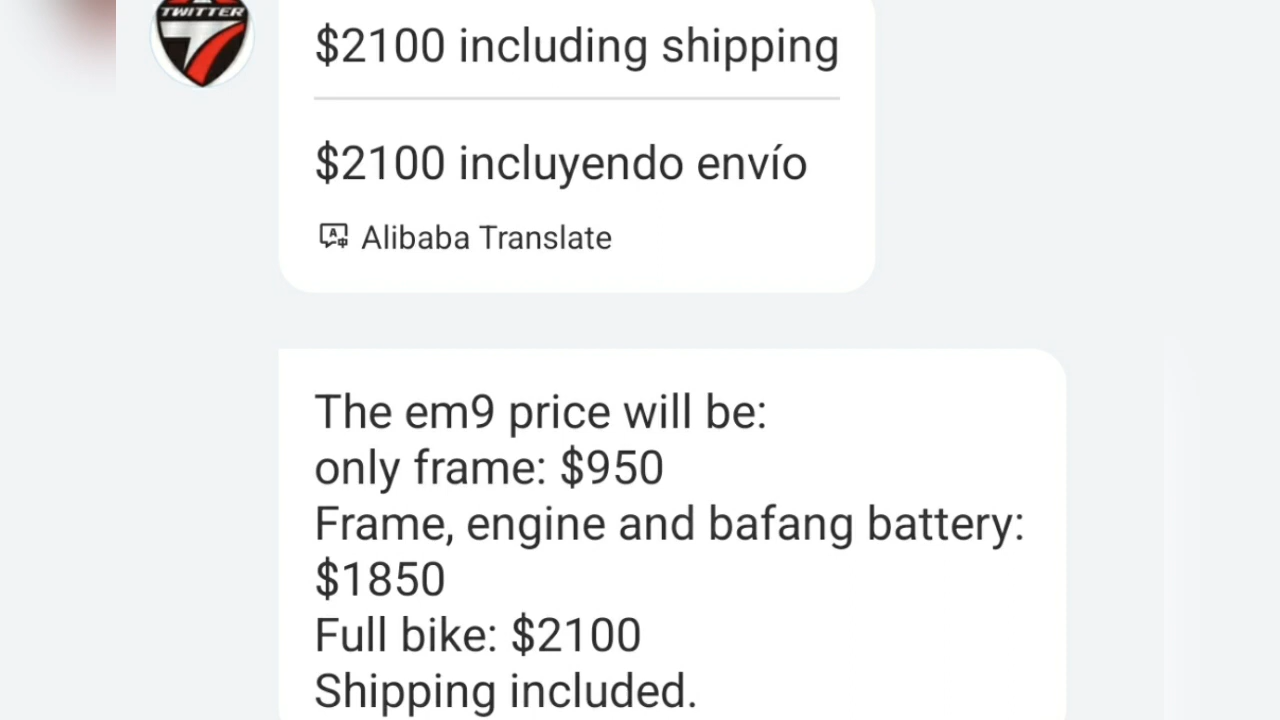 TWITTER
$2100 including shipping
$2100 incluyendo envío
Alibaba Translate
The em9 price will be:
only frame: $950
Frame, engine and bafang battery:
$1850
Full bike: $2100
Shipping included.